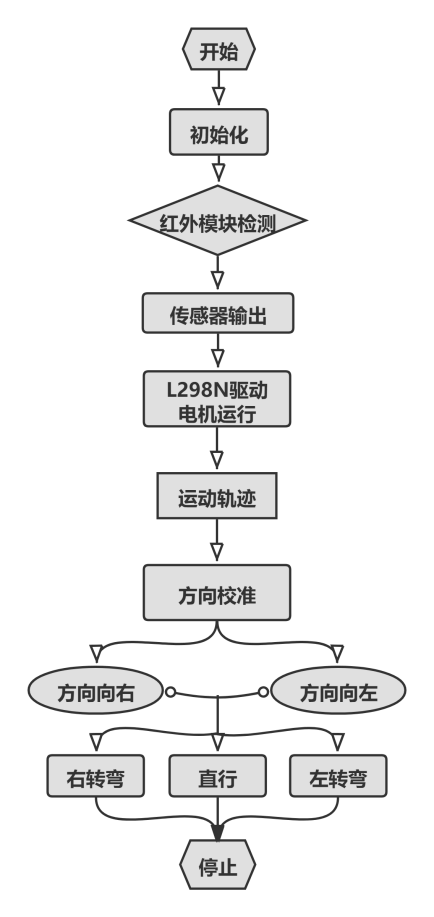 开始
初始化
红外模块检测
传感器输出
L298N驱动
电机运行
运动轨迹
方向校准
方向向右
方向向左
右转弯
直行
左转弯
停止